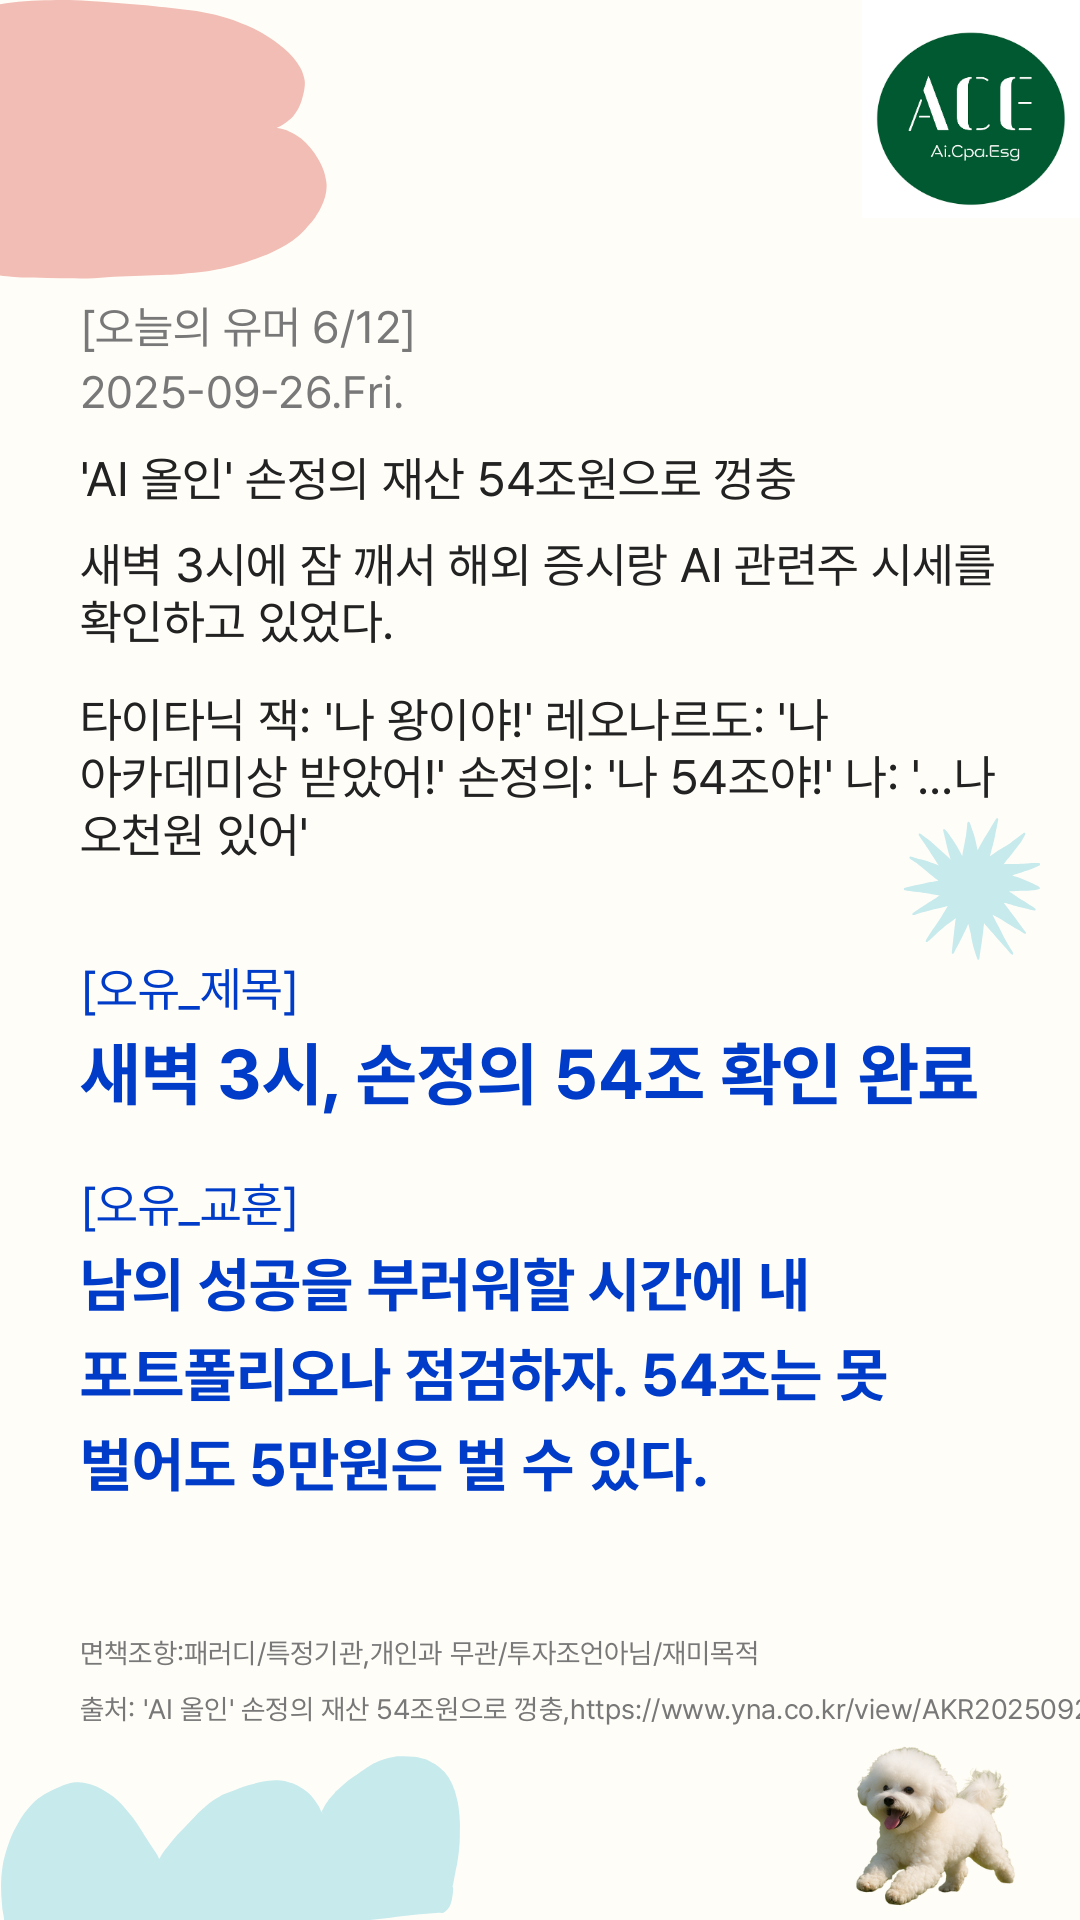 ACE
Ai.Cpa.Esg
[오늘의 유머 6/12]
2025-09-26.Fri.
'AI 올인' 손정의 재산 54조원으로 껑충
새벽 3시에 잠 깨서 해외 증시랑 AI 관련주 시세를
확인하고 있었다.
타이타닉 잭: '나 왕이야!' 레오나르도: '나
아카데미상 받았어!' 손정의: '나 54조야!' 나: '...나
오천원 있어'
[오유_제목]
새벽 3시, 손정의 54조 확인 완료
[오유_교훈]
남의 성공을 부러워할 시간에 내
포트폴리오나 점검하자. 54조는 못
벌어도 5만원은 벌 수 있다.
면책조항:패러디/특정기관,개인과 무관/투자조언아님/재미목적
출처: 'AI 올인' 손정의 재산 54조원으로 껑충,https://www.yna.co.kr/view/AKR2025092